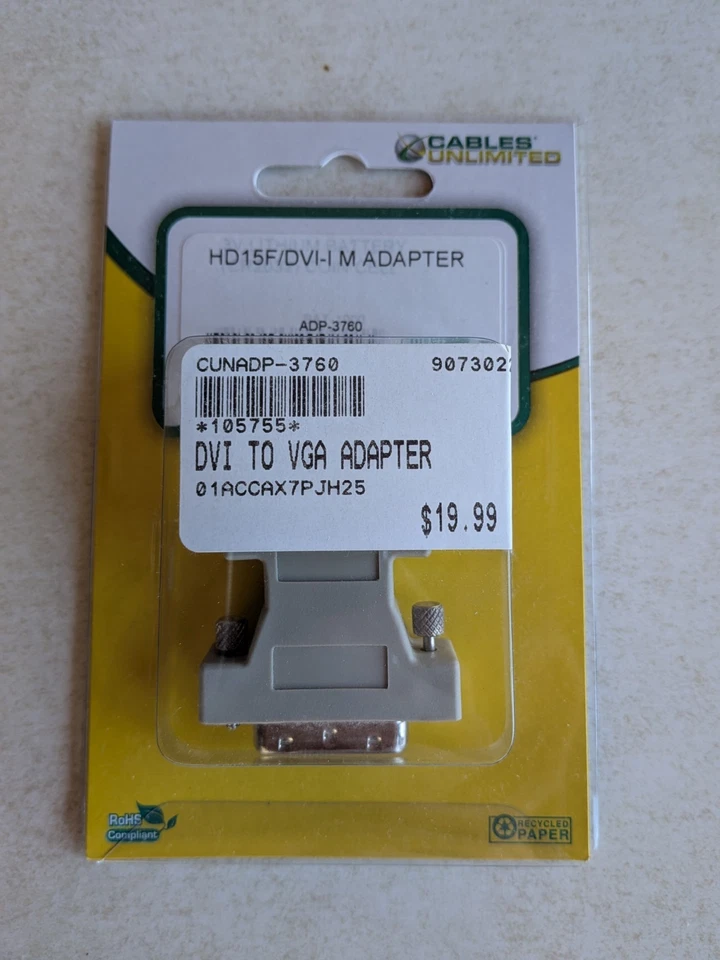 CABLES
UNLIMITED
HD15F/DVI-I M ADAPTER
ADP-3760
CUNADP-3760 907302
*105755*
DVI TO VGA ADAPTER
01ACCAX7PJH25
$19.99
RoHS
Compliant
RECYCLED
PAPER